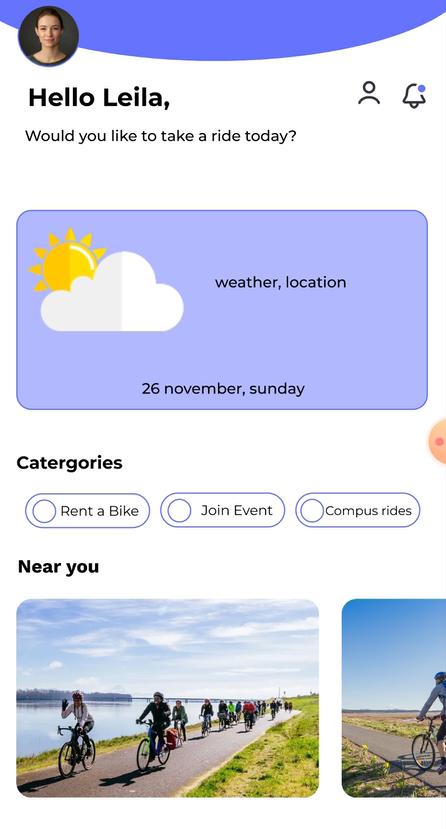 Hello Leila,
Would you like to take a ride today?
weather, location
26 november, sunday
Catergories
Rent a Bike
Join Event
Compus rides
Near you